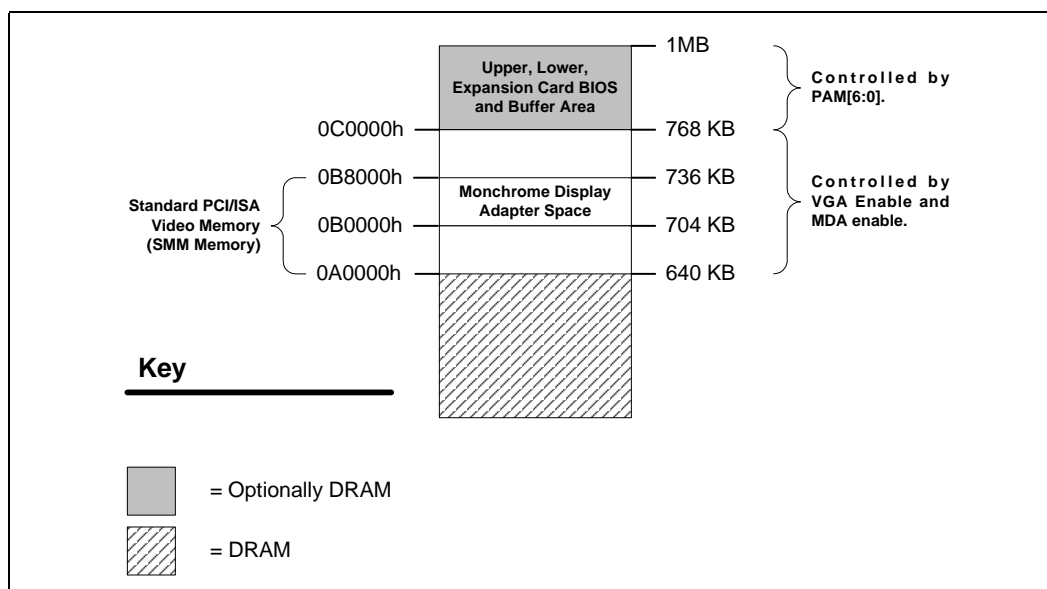 1MB
Upper, Lower,
Expansion Card BIOS
and Buffer Area
Controlled by
PAM[6:0].
0C0000h
768 KB
0B8000h
736 KB
Standard PCI/ISA
Video Memory
(SMM Memory)
Monchrome Display
Adapter Space
Controlled by
VGA Enable and
MDA enable.
0B0000h
704 KB
0A0000h
640 KB
Key
= Optionally DRAM
= DRAM